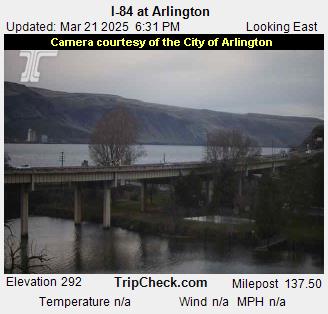 I-84 at Arlington
Updated: Mar 21 2025 6:31 PM Looking East
Camera courtesy of the City of Arlington
Elevation 292 TripCheck.com Milepost 137.50
Temperature n/a Wind n/a MPH n/a